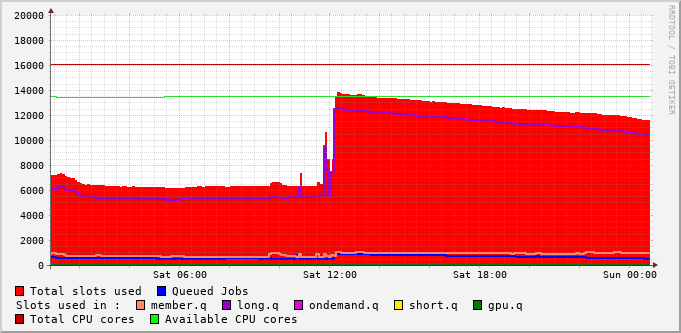 20000
18000
16000
14000
12000
10000
8000
6000
4000
2000
0
Sat 06:00 Sat 12:00 Sat 18:00 Sun 00:00
RRDTOOL / TOBI OETIKER
Total slots used Queued Jobs
Slots used in : member.q long.q ondemand.q short.q gpu.q
Total CPU cores Available CPU cores